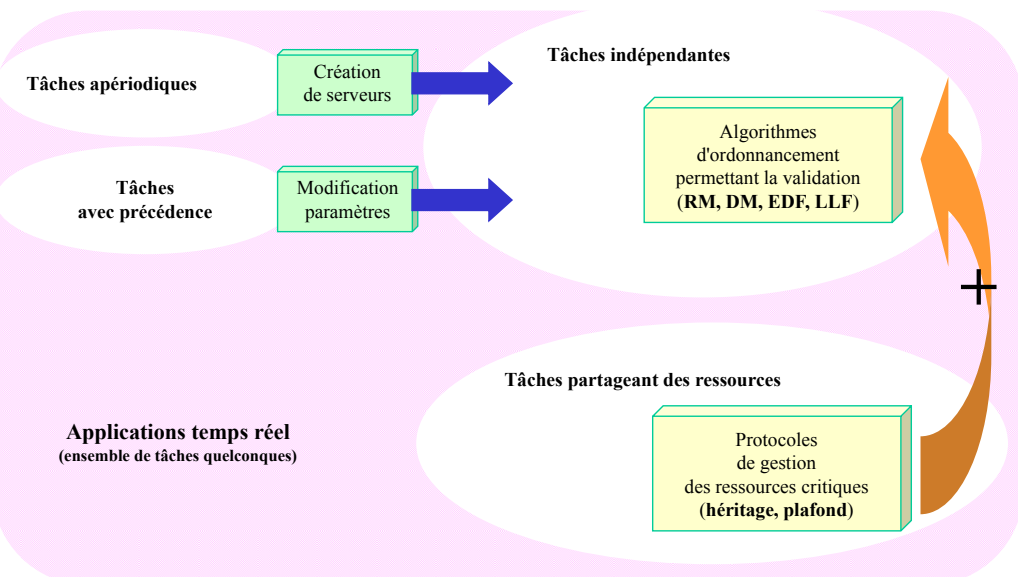 Tâches apériodiques
Création
de serveurs
Tâches indépendantes
Algorithmes
d'ordonnancement
permettant la validation
(RM, DM, EDF, LLF)
Tâches
avec précédence
Modification
paramètres
+
Tâches partageant des ressources
Protocoles
de gestion
des ressources critiques
(héritage, plafond)
Applications temps réel
(ensemble de tâches quelconques)